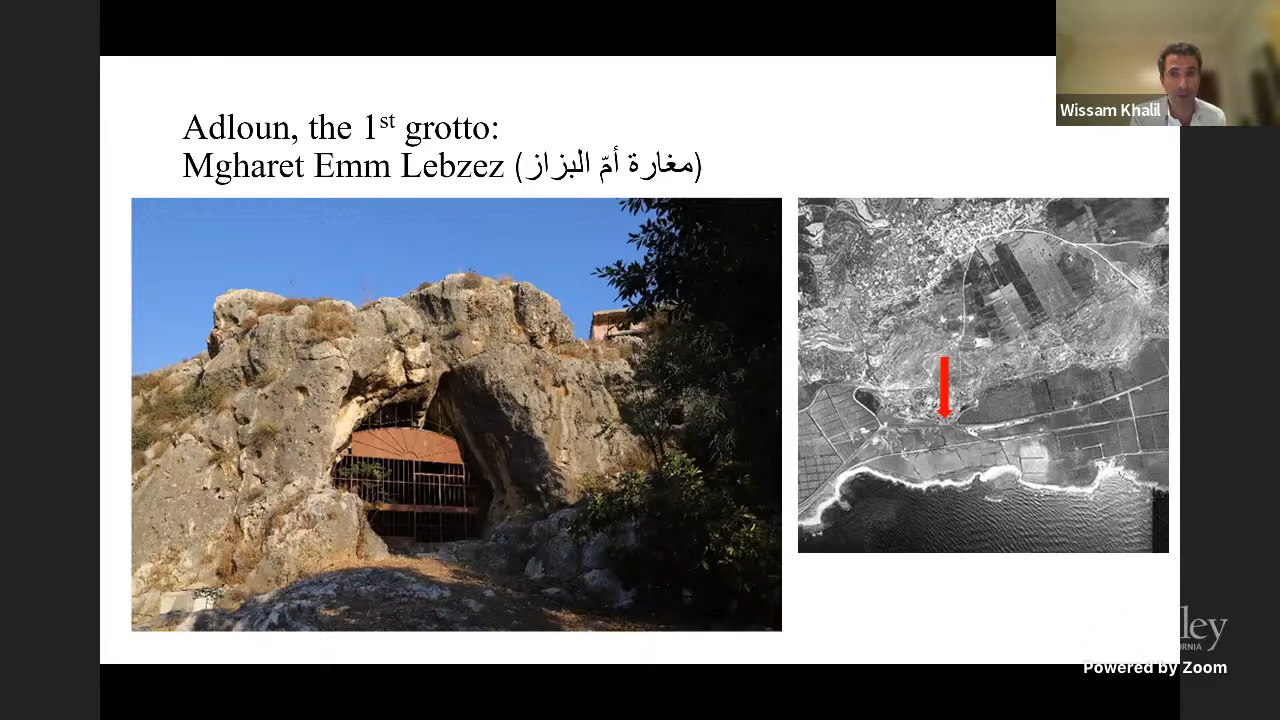 Adloun, the 1st grotto:
Mgharet Emm Lebzez (مغارة أمّ البزاز)
Wissam Khalil
Powered by Zoom